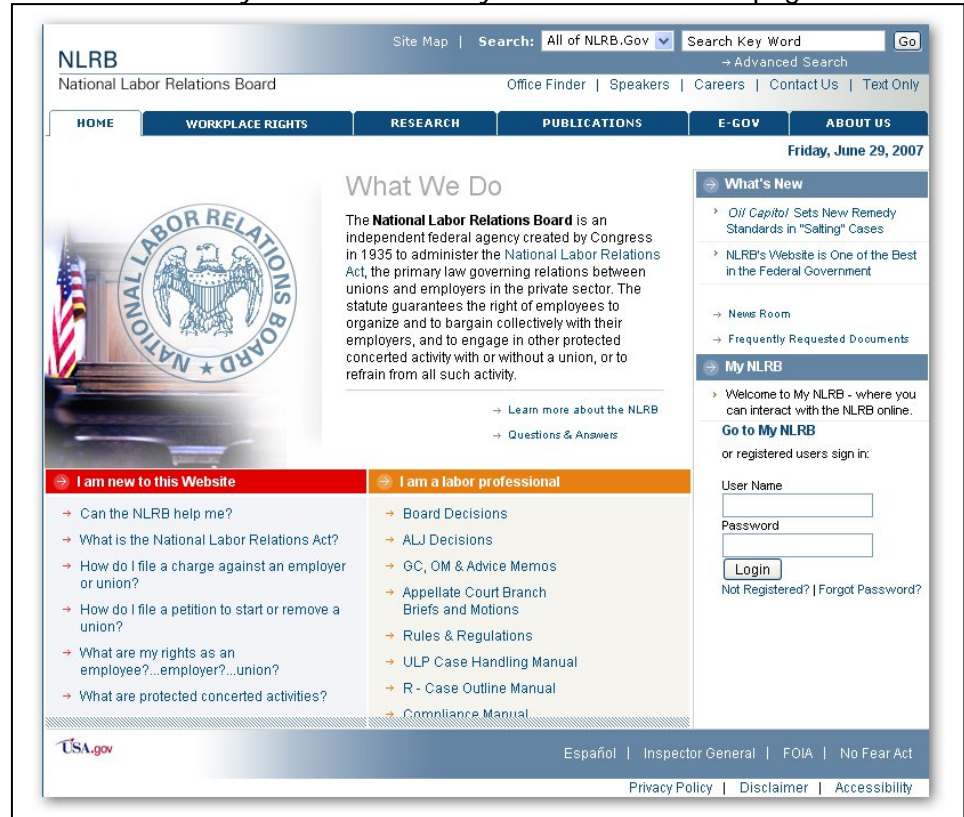 NLRB
National Labor Relations Board
Site Map | Search: All of NLRB.Gov Search Key Word Go
→ Advanced Search
Office Finder | Speakers | Careers | Contact Us | Text Only
HOME WORKPLACE RIGHTS RESEARCH PUBLICATIONS E-GOV ABOUT US
Friday, June 29, 2007
NATIONAL LABOR RELATIONS BOARD
What We Do
The National Labor Relations Board is an
independent federal agency created by Congress
in 1935 to administer the National Labor Relations
Act, the primary law governing relations between
unions and employers in the private sector. The
statute guarantees the right of employees to
organize and to bargain collectively with their
employers, and to engage in other protected
concerted activity with or without a union, or to
refrain from all such activity.
→ Learn more about the NLRB
→ Questions & Answers
What's New
Oil Capitol Sets New Remedy
Standards in "Salting" Cases
NLRB's Website is One of the Best
in the Federal Government
→ News Room
→ Frequently Requested Documents
My NLRB
Welcome to My NLRB - where you
can interact with the NLRB online.
Go to My NLRB
or registered users sign in:
User Name
Password
Login
Not Registered? | Forgot Password?
I am new to this Website
→ Can the NLRB help me?
→ What is the National Labor Relations Act?
→ How do I file a charge against an employer
or union?
→ How do I file a petition to start or remove a
union?
→ What are my rights as an
employee?...employer?...union?
→ What are protected concerted activities?
I am a labor professional
→ Board Decisions
→ ALJ Decisions
→ GC, OM & Advice Memos
→ Appellate Court Branch
Briefs and Motions
→ Rules & Regulations
→ ULP Case Handling Manual
→ R - Case Outline Manual
→ Compliance Manual
USA.gov
Español | Inspector General | FOIA | No Fear Act
Privacy Policy | Disclaimer | Accessibility